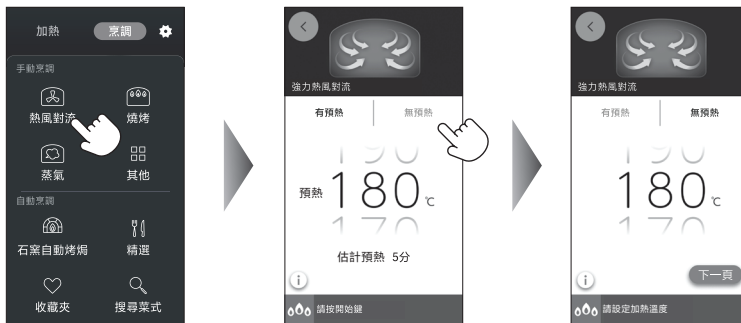 加熱 烹調
手動烹調
熱風對流 燒烤
蒸氣 其他
自動烹調
石窯自動烤焗 精選
收藏夾 搜尋菜式
強力熱風對流
有預熱 無預熱
190
預熱 180℃
170
估計預熱 5分
i
請按開始鍵
強力熱風對流
有預熱 無預熱
190
180℃
170
i
下一頁
請設定加熱溫度